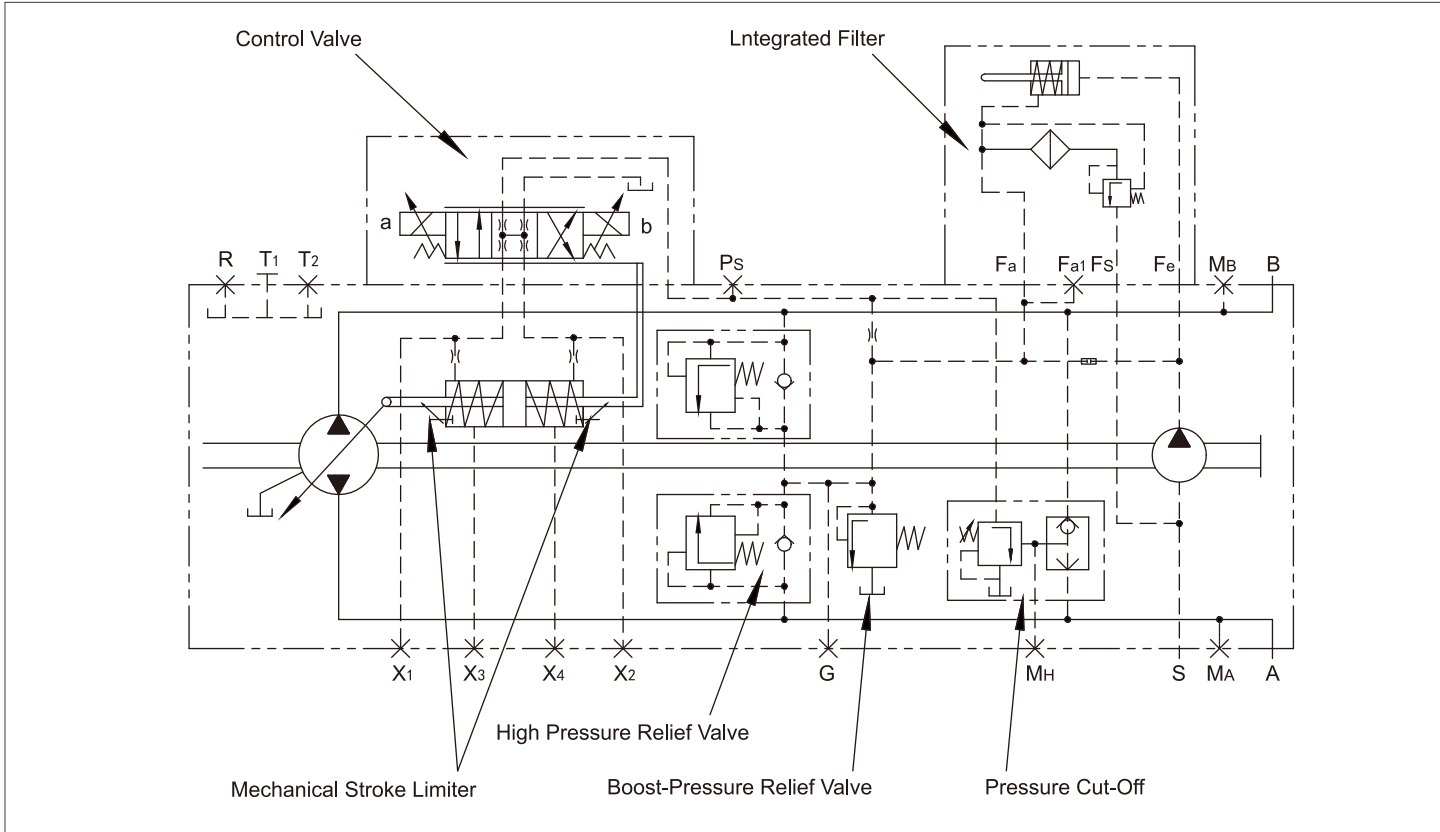 Control Valve
Lntegrated Filter
a
b
R T1 T2
PS
Fa Fa1 FS Fe MB B
X1 X3 X4 X2 G MH S MA A
High Pressure Relief Valve
Mechanical Stroke Limiter
Boost-Pressure Relief Valve
Pressure Cut-Off